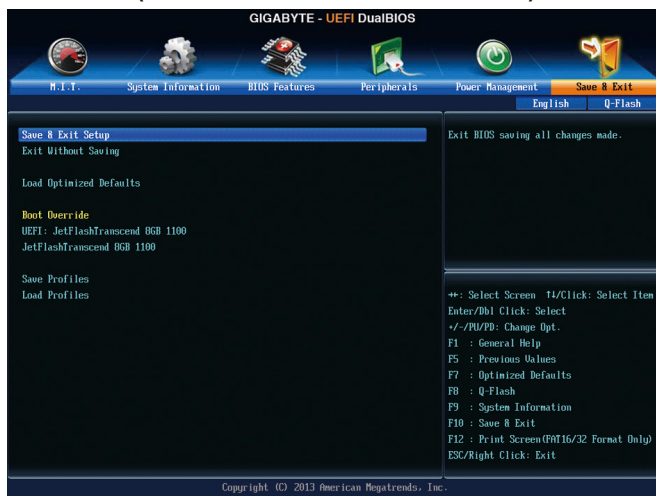 GIGABYTE - UEFI DualBIOS
M.I.T.
System Information
BIOS Features
Peripherals
Power Management
Save & Exit
English
Q-Flash
Save & Exit Setup
Exit Without Saving
Load Optimized Defaults
Boot Override
UEFI: JetFlashTranscend 8GB 1100
JetFlashTranscend 8GB 1100
Save Profiles
Load Profiles
Exit BIOS saving all changes made.
→←: Select Screen ↑↓/Click: Select Item
Enter/Dbl Click: Select
+/-/PU/PD: Change Opt.
F1 : General Help
F5 : Previous Values
F7 : Optimized Defaults
F8 : Q-Flash
F9 : System Information
F10 : Save & Exit
F12 : Print Screen(FAT16/32 Format Only)
ESC/Right Click: Exit
Copyright (C) 2013 American Megatrends, Inc.